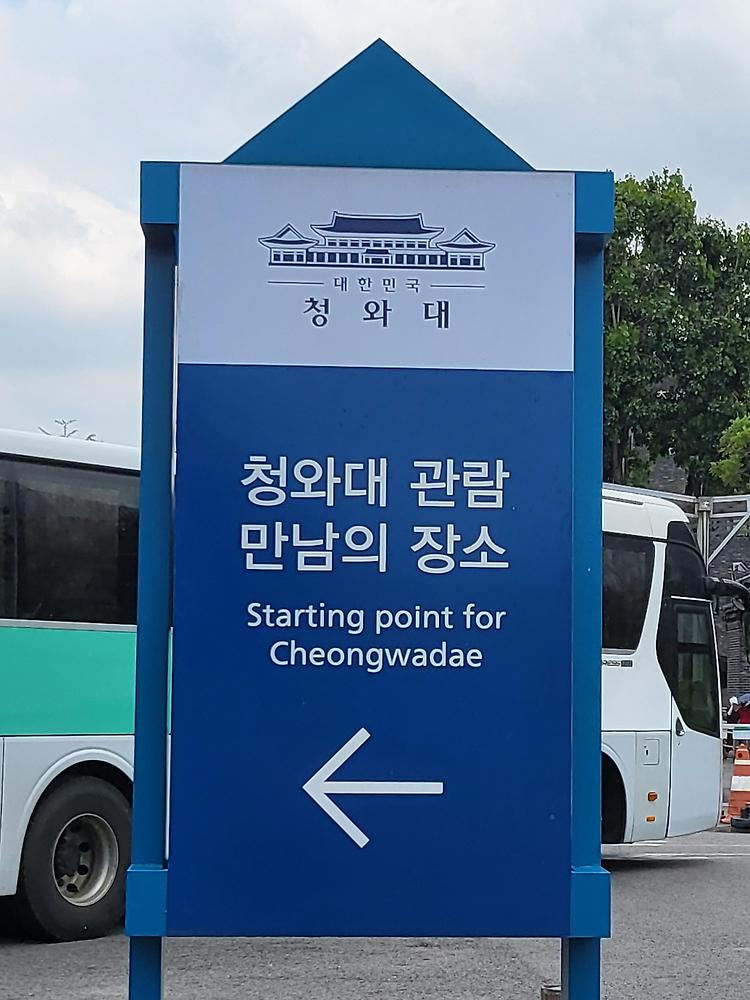 대한민국
청와대
청와대 관람
만남의 장소
Starting point for
Cheongwadae